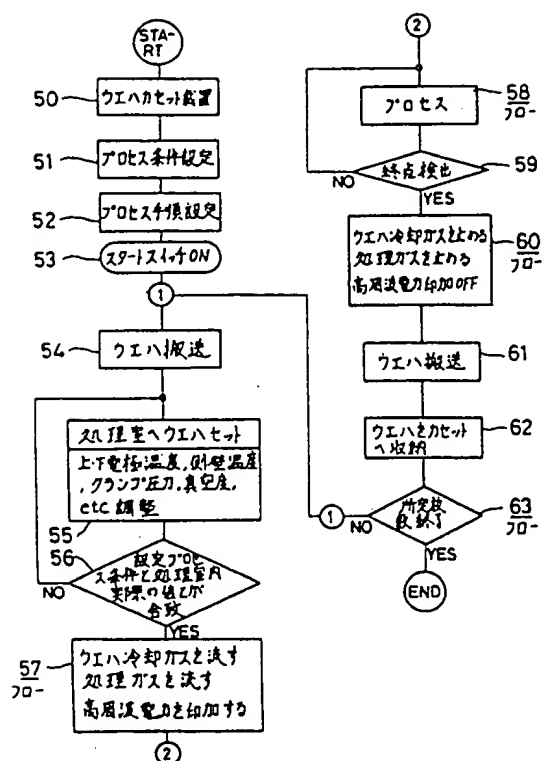 STA-
RT
50
ウエハカセット載置
51
プロセス条件設定
52
プロセス手順設定
53
スタートスイッチON
1
54
ウエハ搬送
処理室へウエハセット
上下電極温度,側壁温度
,クランプ圧力,真空度,
etc 調整
55
56
設定プロセ
ス条件と処理室内
実際の値とが
合致
NO
YES
57
フロー
ウエハ冷却ガスを流す
処理ガスを流す
高周波電力を印加する
2
2
プロセス
58
フロー
終点検出
59
NO
YES
ウエハ冷却ガスを止める
処理ガスを止める
高周波電力印加OFF
60
フロー
ウエハ搬送
61
ウエハをカセット
へ収納
62
1
NO
所定枚
数終了
63
フロー
YES
END